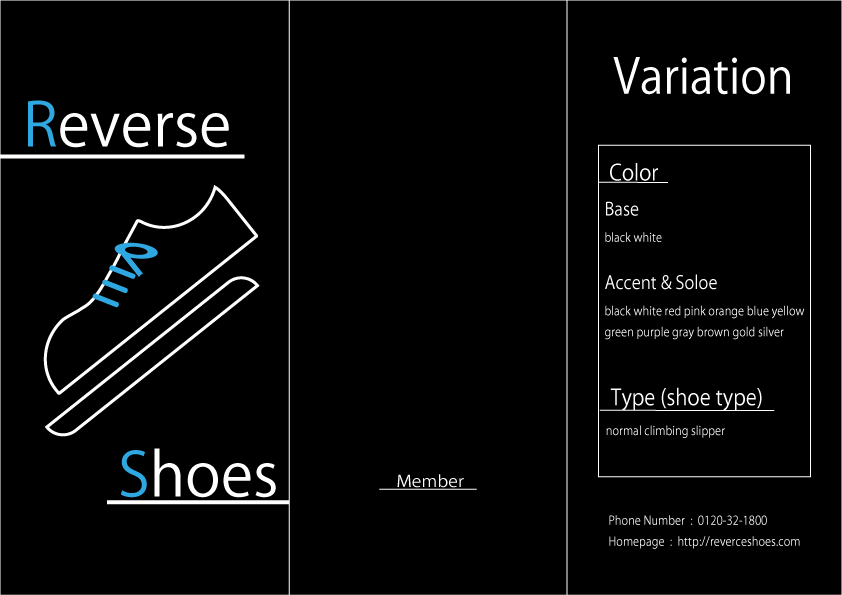 Reverse
Shoes
Member
Variation
Color
Base
black white
Accent & Soloe
black white red pink orange blue yellow
green purple gray brown gold silver
Type (shoe type)
normal climbing slipper
Phone Number : 0120-32-1800
Homepage : http://reverceshoes.com